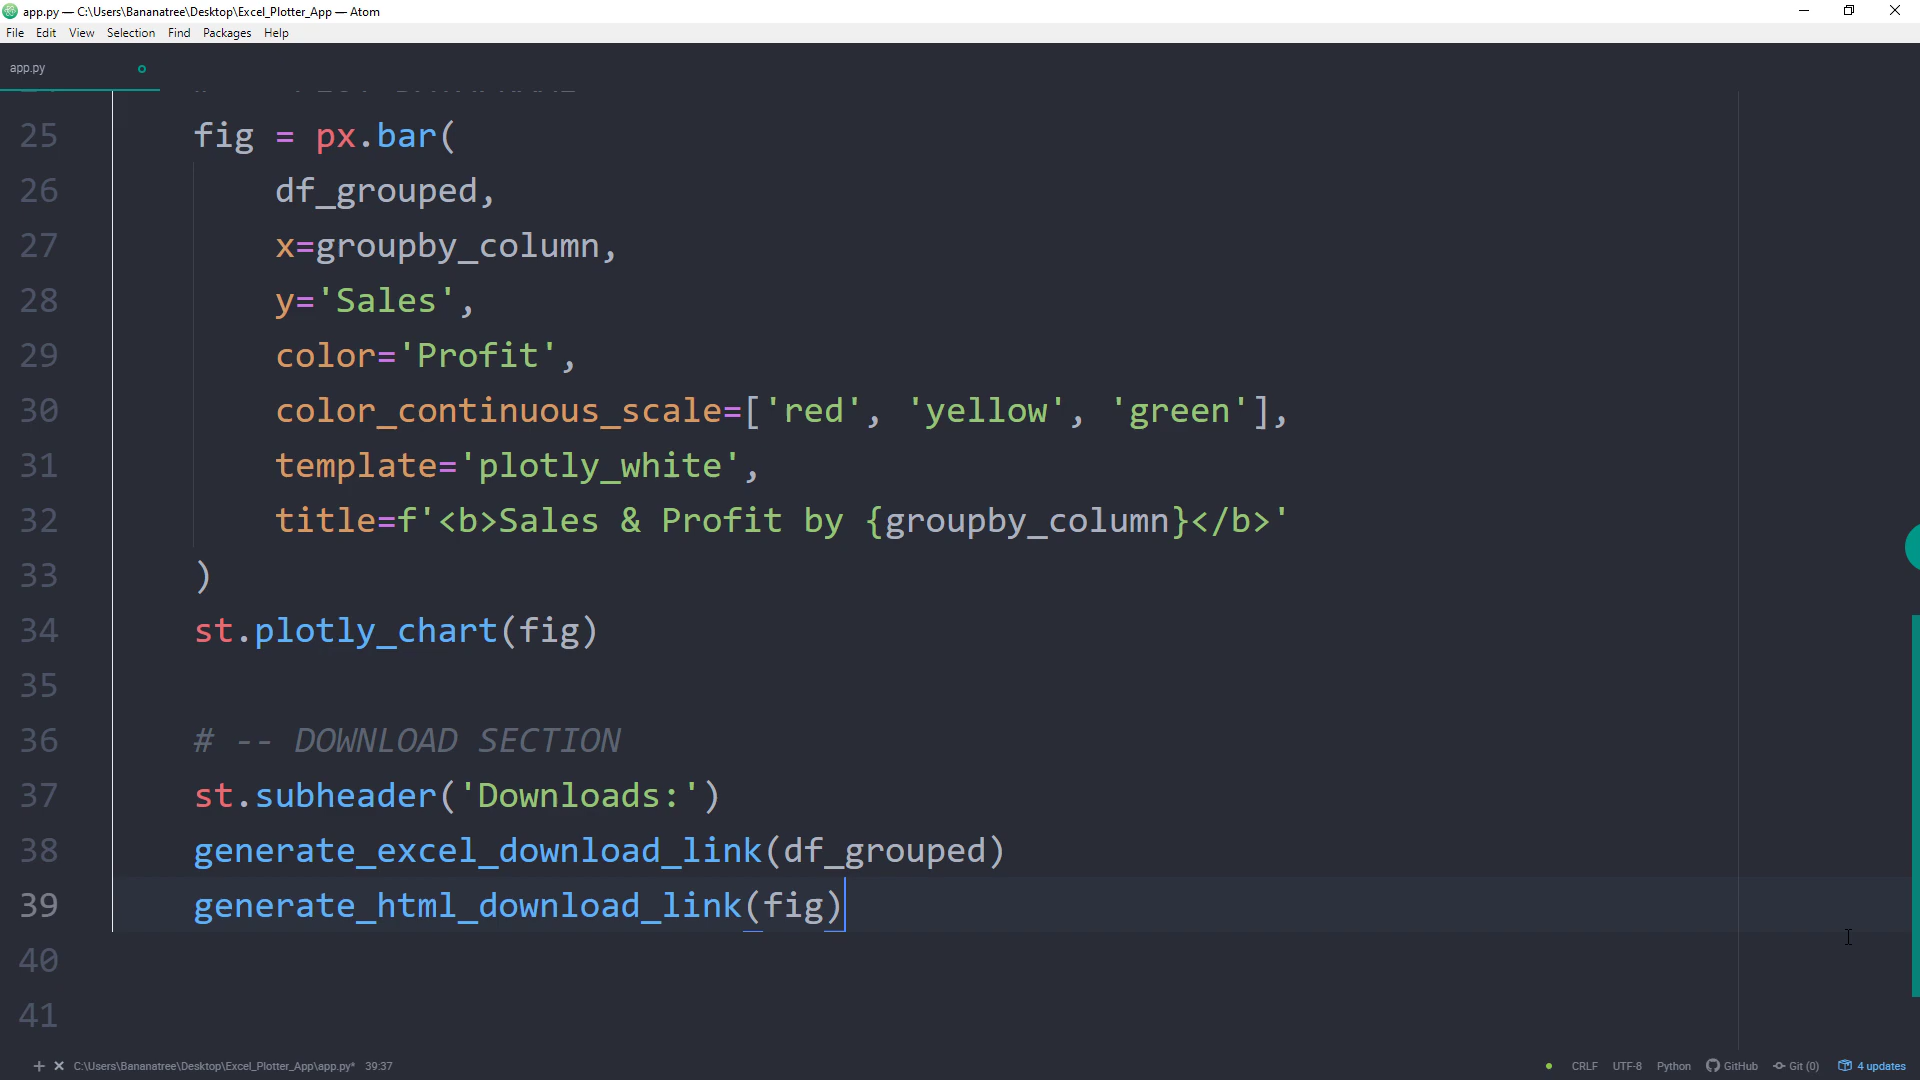 app.py — C:\Users\Bananatree\Desktop\Excel_Plotter_App — Atom
File Edit View Selection Find Packages Help
app.py
25 fig = px.bar(
26 df_grouped,
27 x=groupby_column,
28 y='Sales',
29 color='Profit',
30 color_continuous_scale=['red', 'yellow', 'green'],
31 template='plotly_white',
32 title=f'<b>Sales & Profit by {groupby_column}</b>'
33 )
34 st.plotly_chart(fig)
35
36 # -- DOWNLOAD SECTION
37 st.subheader('Downloads:')
38 generate_excel_download_link(df_grouped)
39 generate_html_download_link(fig)
40
41
C:\Users\Bananatree\Desktop\Excel_Plotter_App\app.py* 39:37 CRLF UTF-8 Python GitHub Git (0) 4 updates